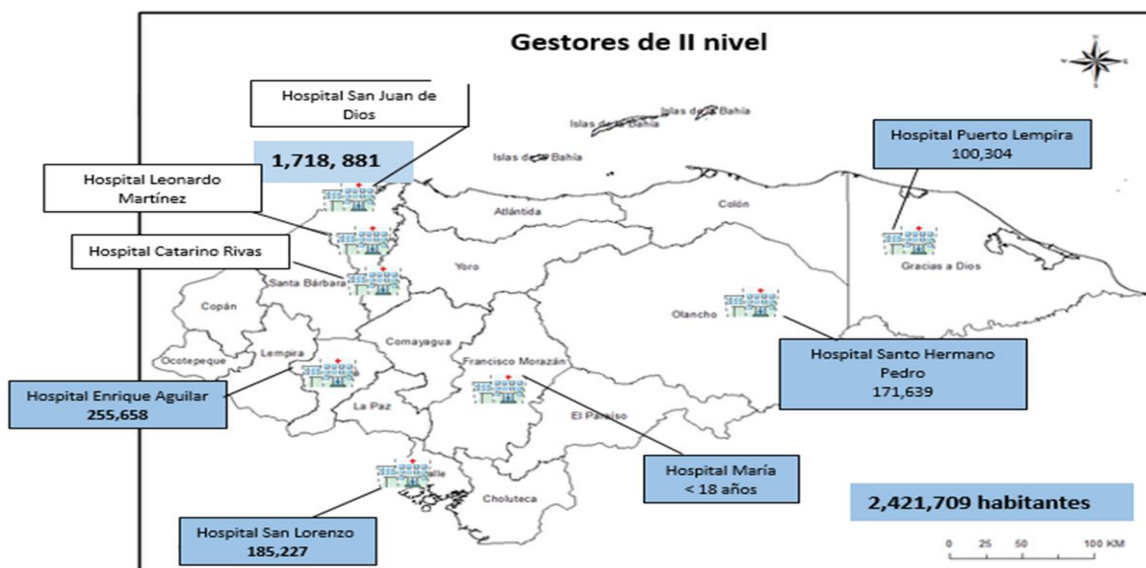 Gestores de II nivel
Hospital San Juan de
Dios
1,718, 881
Hospital Leonardo
Martínez
Hospital Catarino Rivas
Islas de la Bahía
Islas de la Bahía
Islas de la Bahía
Hospital Puerto Lempira
100,304
Atlántida
Colón
Yoro
Gracias a Dios
Santa Bárbara
Copán
Olancho
Comayagua
Ocotepeque
Lempira
Francisco Morazán
Hospital Santo Hermano
Pedro
171,639
Hospital Enrique Aguilar
255,658
La Paz
El Paraíso
Hospital María
< 18 años
Choluteca
Hospital San Lorenzo
185,227
2,421,709 habitantes
0 25 50 100 KM